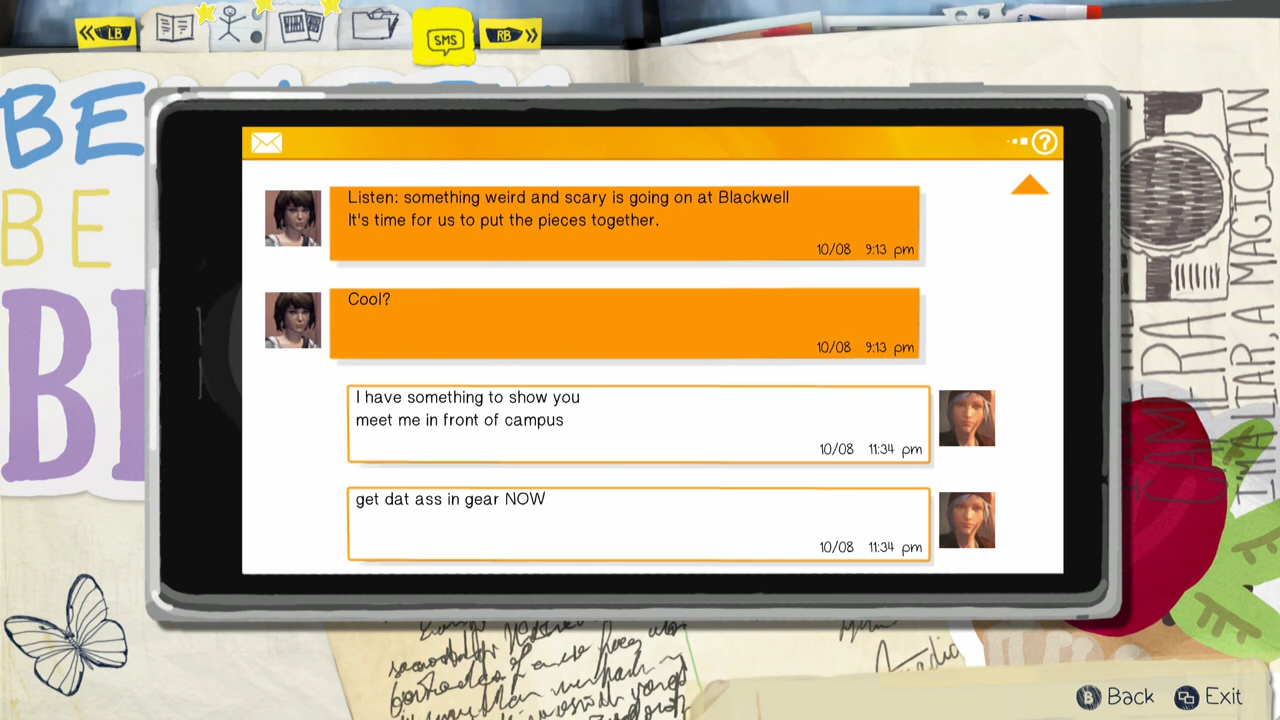 LB
SMS
RB
BE
BE
Listen: something weird and scary is going on at Blackwell
It's time for us to put the pieces together.
10/08 9:13 pm
Cool?
10/08 9:13 pm
I have something to show you
meet me in front of campus
10/08 11:34 pm
get dat ass in gear NOW
10/08 11:34 pm
CAMERA
LIAR, A MAGICIAN
B Back
Exit